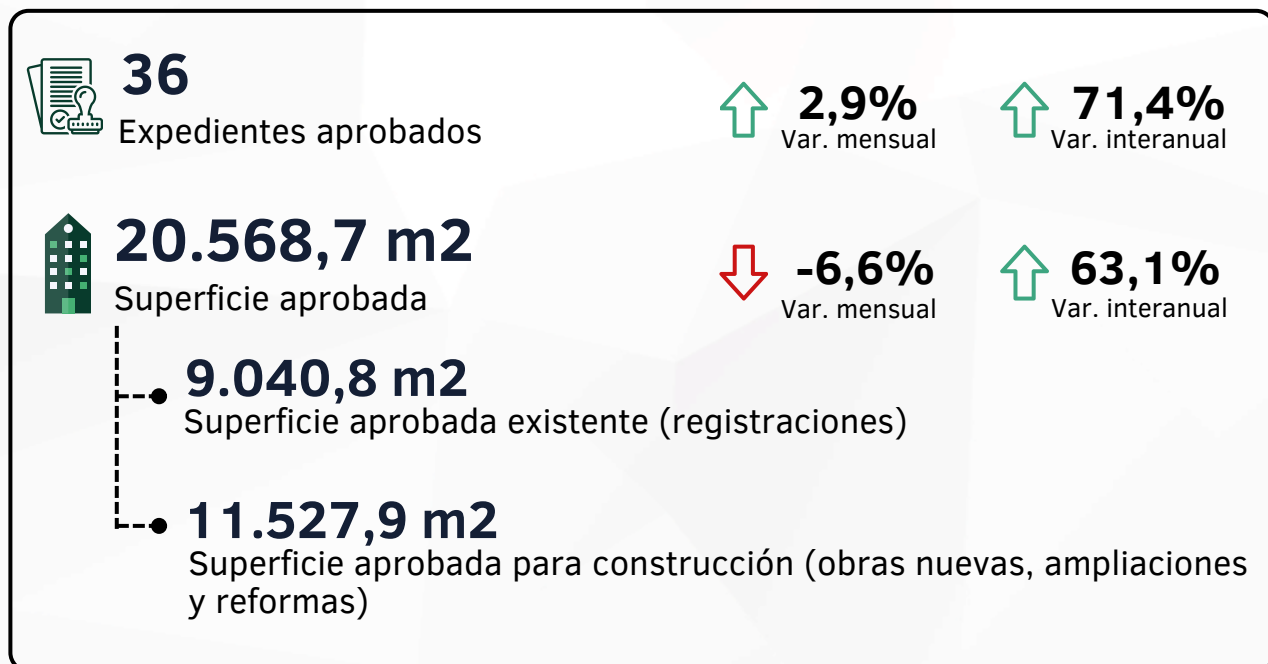 36
Expedientes aprobados
2,9%
Var. mensual
71,4%
Var. interanual
20.568,7 m2
Superficie aprobada
-6,6%
Var. mensual
63,1%
Var. interanual
9.040,8 m2
Superficie aprobada existente (registraciones)
11.527,9 m2
Superficie aprobada para construcción (obras nuevas, ampliaciones
y reformas)